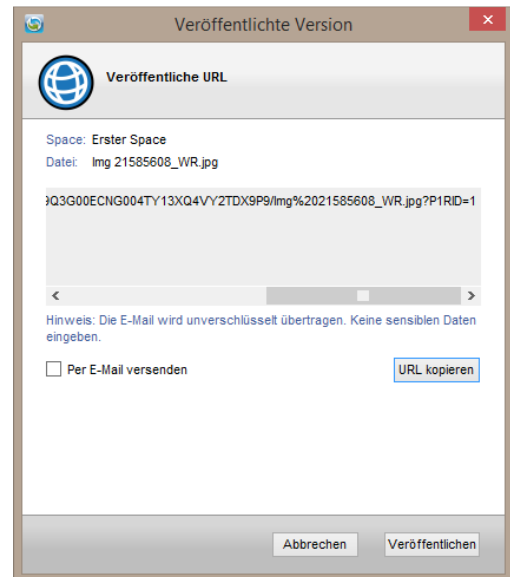 Veröffentlichte Version
Veröffentliche URL
Space: Erster Space
Datei: Img 21585608_WR.jpg
9Q3G00ECNG004TY13XQ4VY2TDX9P9/Img%2021585608_WR.jpg?P1RID=1
Hinweis: Die E-Mail wird unverschlüsselt übertragen. Keine sensiblen Daten
eingeben.
Per E-Mail versenden
URL kopieren
Abbrechen
Veröffentlichen